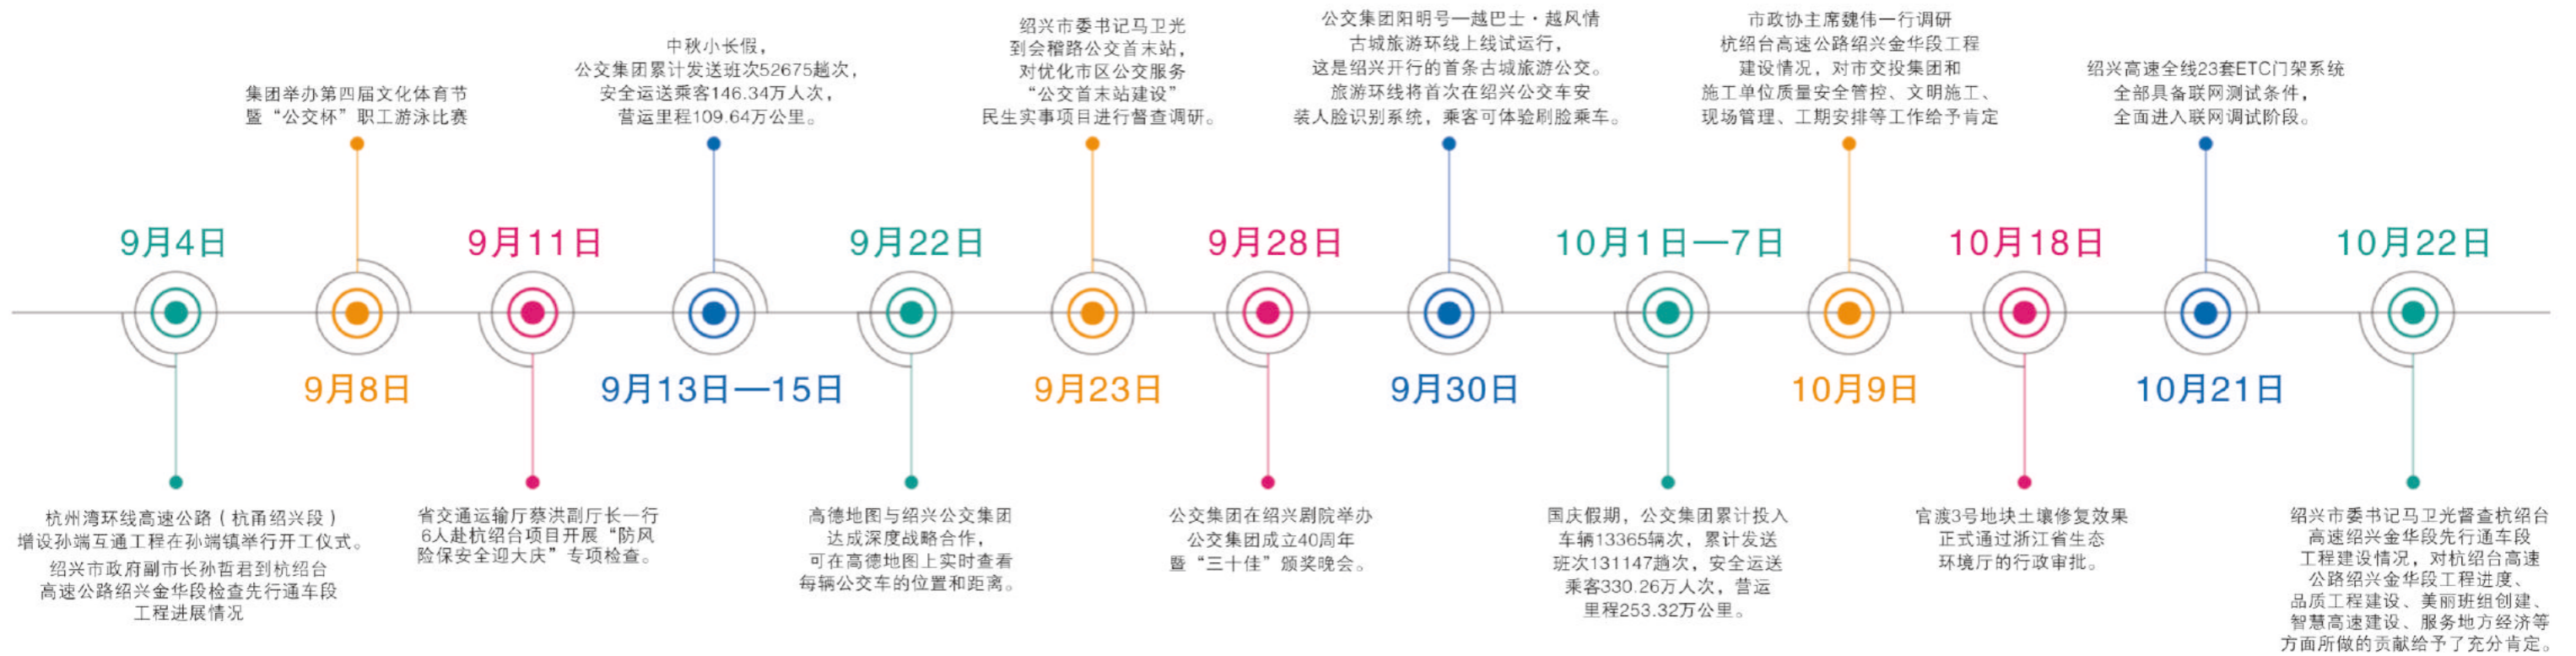 9月4日
杭州湾环线高速公路（杭甬绍兴段）
增设孙端互通工程在孙端镇举行开工仪式。
绍兴市政府副市长孙哲君到杭绍台
高速公路绍兴金华段检查先行通车段
工程进展情况
集团举办第四届文化体育节
暨“公交杯”职工游泳比赛
9月8日
9月11日
省交通运输厅蔡洪副厅长一行
6人赴杭绍台项目开展“防风
险保安全迎大庆”专项检查。
中秋小长假，
公交集团累计发送班次52675趟次，
安全运送乘客146.34万人次，
营运里程109.64万公里。
9月13日—15日
9月22日
高德地图与绍兴公交集团
达成深度战略合作，
可在高德地图上实时查看
每辆公交车的位置和距离。
绍兴市委书记马卫光
到会稽路公交首末站，
对优化市区公交服务
“公交首末站建设”
民生实事项目进行督查调研。
9月23日
9月28日
公交集团在绍兴剧院举办
公交集团成立40周年
暨“三十佳”颁奖晚会。
公交集团阳明号—越巴士·越风情
古城旅游环线上线试运行，
这是绍兴开行的首条古城旅游公交。
旅游环线将首次在绍兴公交车安
装人脸识别系统，乘客可体验刷脸乘车。
9月30日
10月1日—7日
国庆假期，公交集团累计投入
车辆13365辆次，累计发送
班次131147趟次，安全运送
乘客330.26万人次，营运
里程253.32万公里。
市政协主席魏伟一行调研
杭绍台高速公路绍兴金华段工程
建设情况，对市交投集团和
施工单位质量安全管控、文明施工、
现场管理、工期安排等工作给予肯定
10月9日
10月18日
官渡3号地块土壤修复效果
正式通过浙江省生态
环境厅的行政审批。
绍兴高速全线23套ETC门架系统
全部具备联网测试条件，
全面进入联网调试阶段。
10月21日
10月22日
绍兴市委书记马卫光督查杭绍台
高速绍兴金华段先行通车段
工程建设情况，对杭绍台高速
公路绍兴金华段工程进度、
品质工程建设、美丽班组创建、
智慧高速建设、服务地方经济等
方面所做的贡献给予了充分肯定。